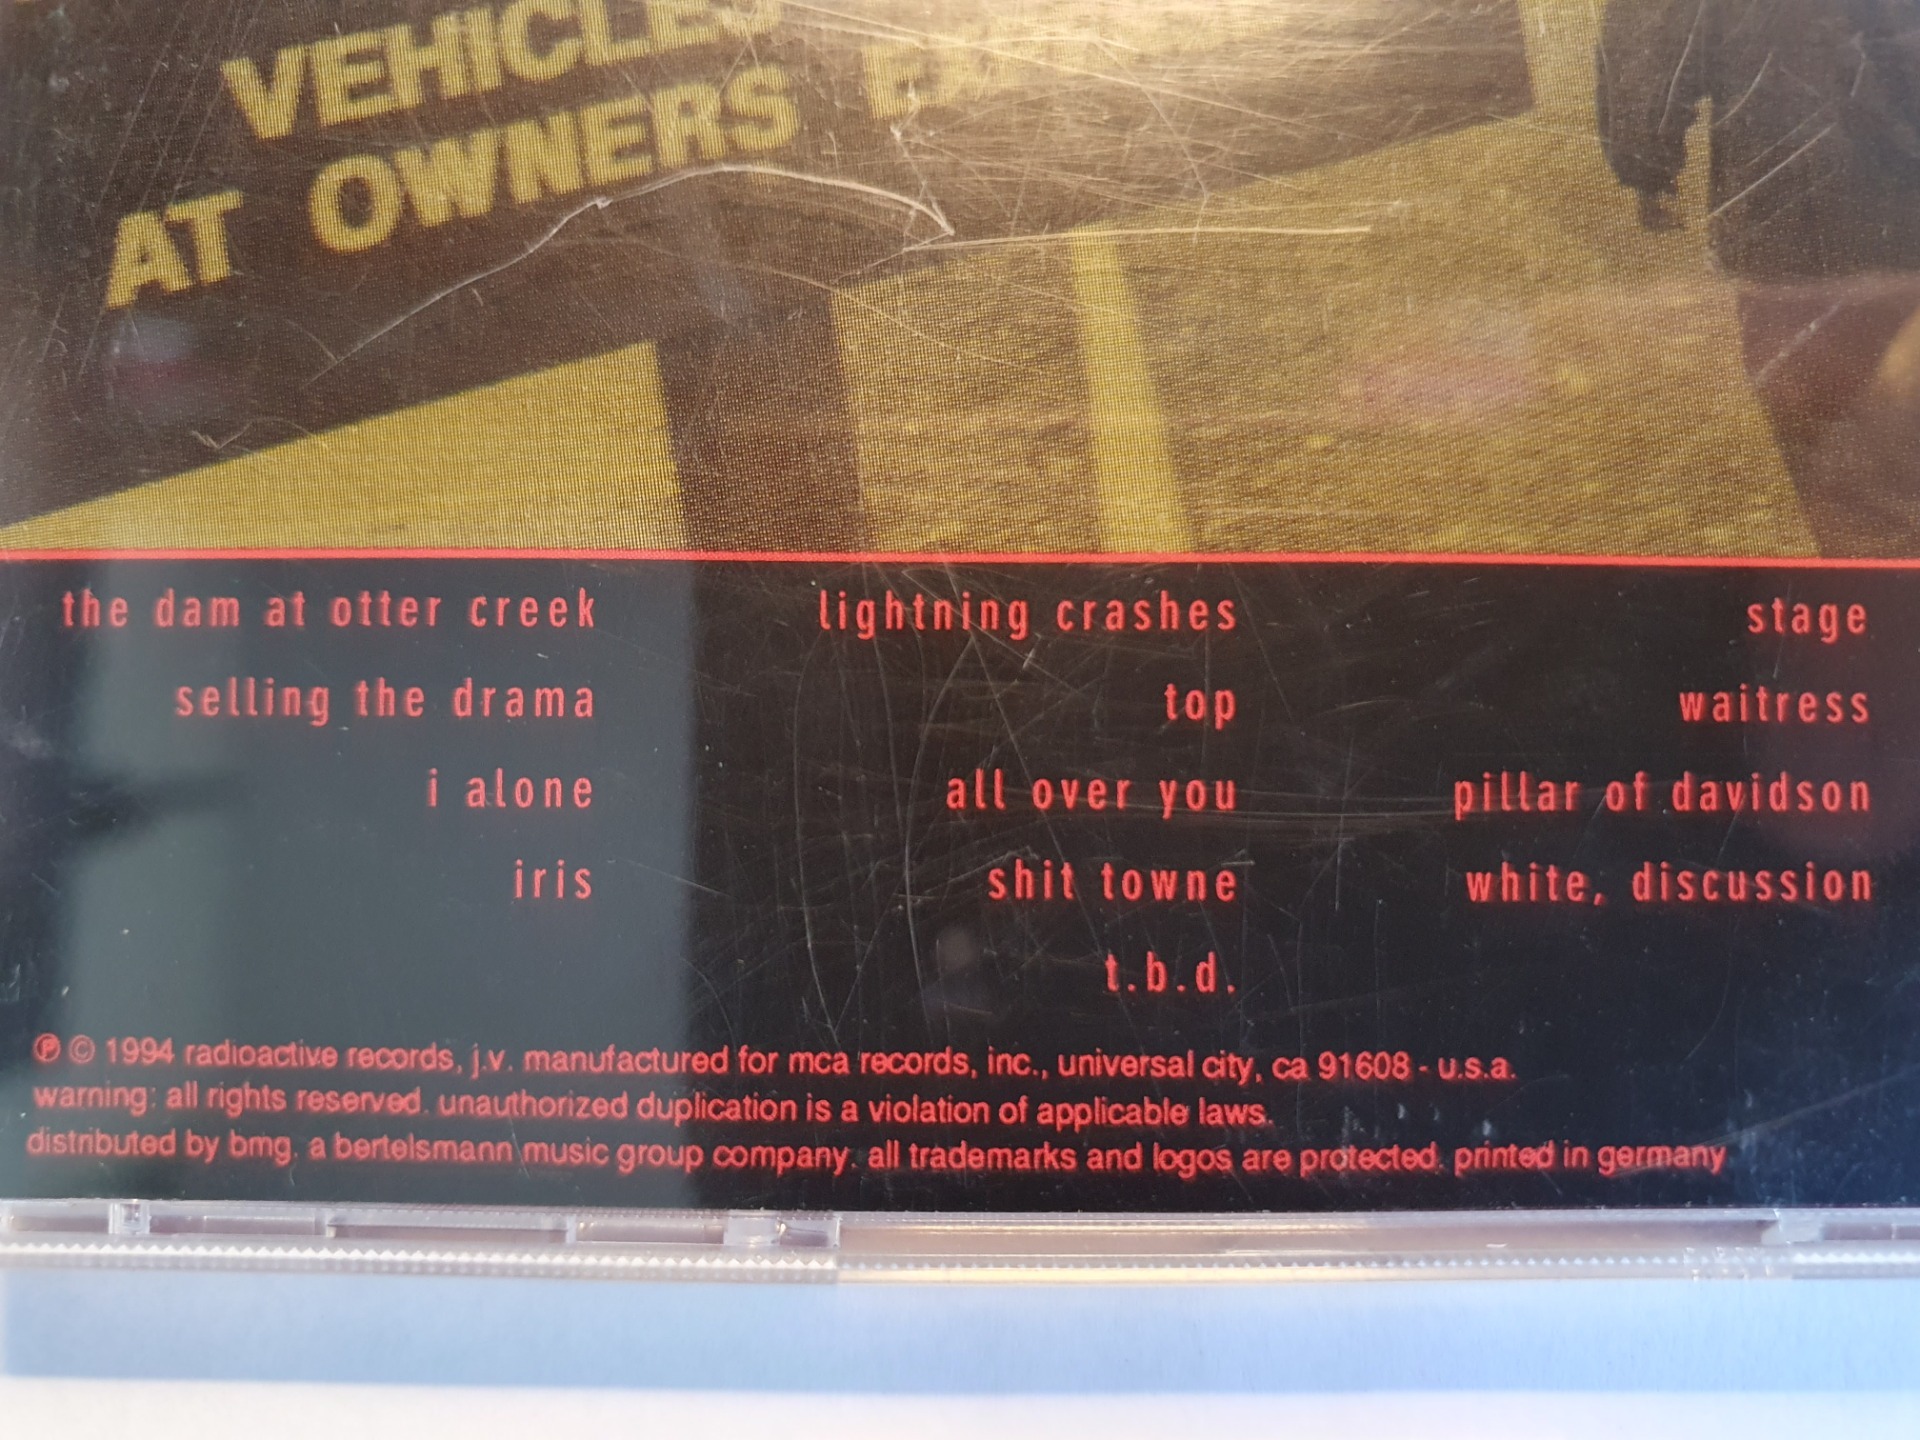 VEHICLES
AT OWNERS
the dam at otter creek
selling the drama
i alone
iris
lightning crashes
top
all over you
shit towne
t.b.d.
stage
waitress
pillar of davidson
white, discussion
℗ © 1994 radioactive records, j.v. manufactured for mca records, inc., universal city, ca 91608 - u.s.a.
warning: all rights reserved. unauthorized duplication is a violation of applicable laws.
distributed by bmg. a bertelsmann music group company. all trademarks and logos are protected. printed in germany